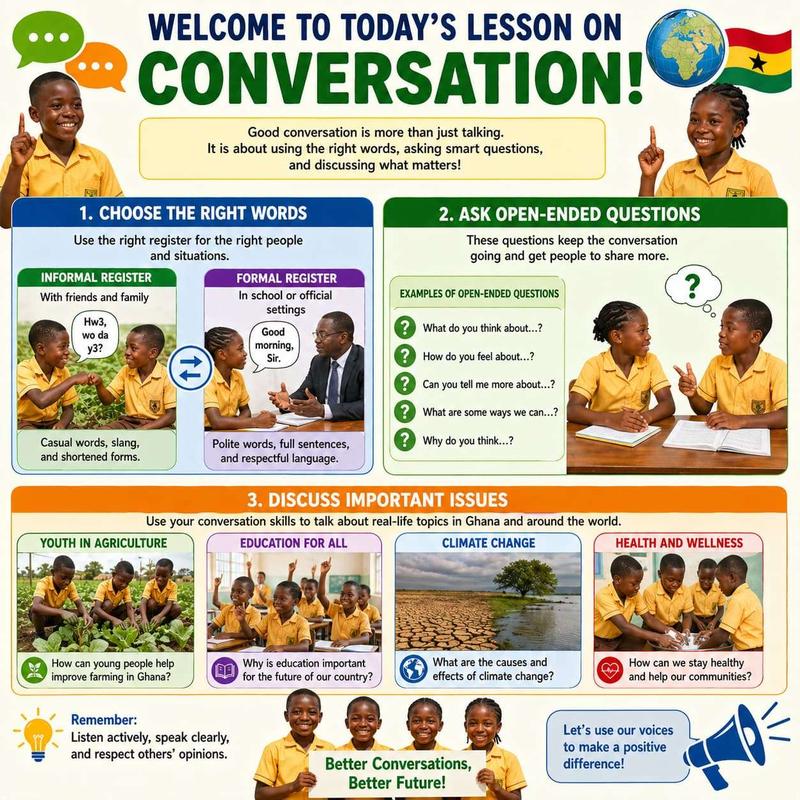 WELCOME TO TODAY'S LESSON ON
CONVERSATION!
Good conversation is more than just talking.
It is about using the right words, asking smart questions,
and discussing what matters!
1. CHOOSE THE RIGHT WORDS
Use the right register for the right people
and situations.
INFORMAL REGISTER
With friends and family
Hw3,
wo da
y3?
Casual words, slang,
and shortened forms.
FORMAL REGISTER
In school or official
settings
Good
morning,
Sir.
Polite words, full sentences,
and respectful language.
2. ASK OPEN-ENDED QUESTIONS
These questions keep the conversation
going and get people to share more.
EXAMPLES OF OPEN-ENDED QUESTIONS
? What do you think about...?
? How do you feel about...?
? Can you tell me more about...?
? What are some ways we can...?
? Why do you think...?
?
3. DISCUSS IMPORTANT ISSUES
Use your conversation skills to talk about real-life topics in Ghana and around the world.
YOUTH IN AGRICULTURE
How can young people help
improve farming in Ghana?
EDUCATION FOR ALL
Why is education important
for the future of our country?
CLIMATE CHANGE
What are the causes and
effects of climate change?
HEALTH AND WELLNESS
How can we stay healthy
and help our communities?
Remember:
Listen actively, speak clearly,
and respect others' opinions.
Better Conversations,
Better Future!
Let's use our voices
to make a positive
difference!